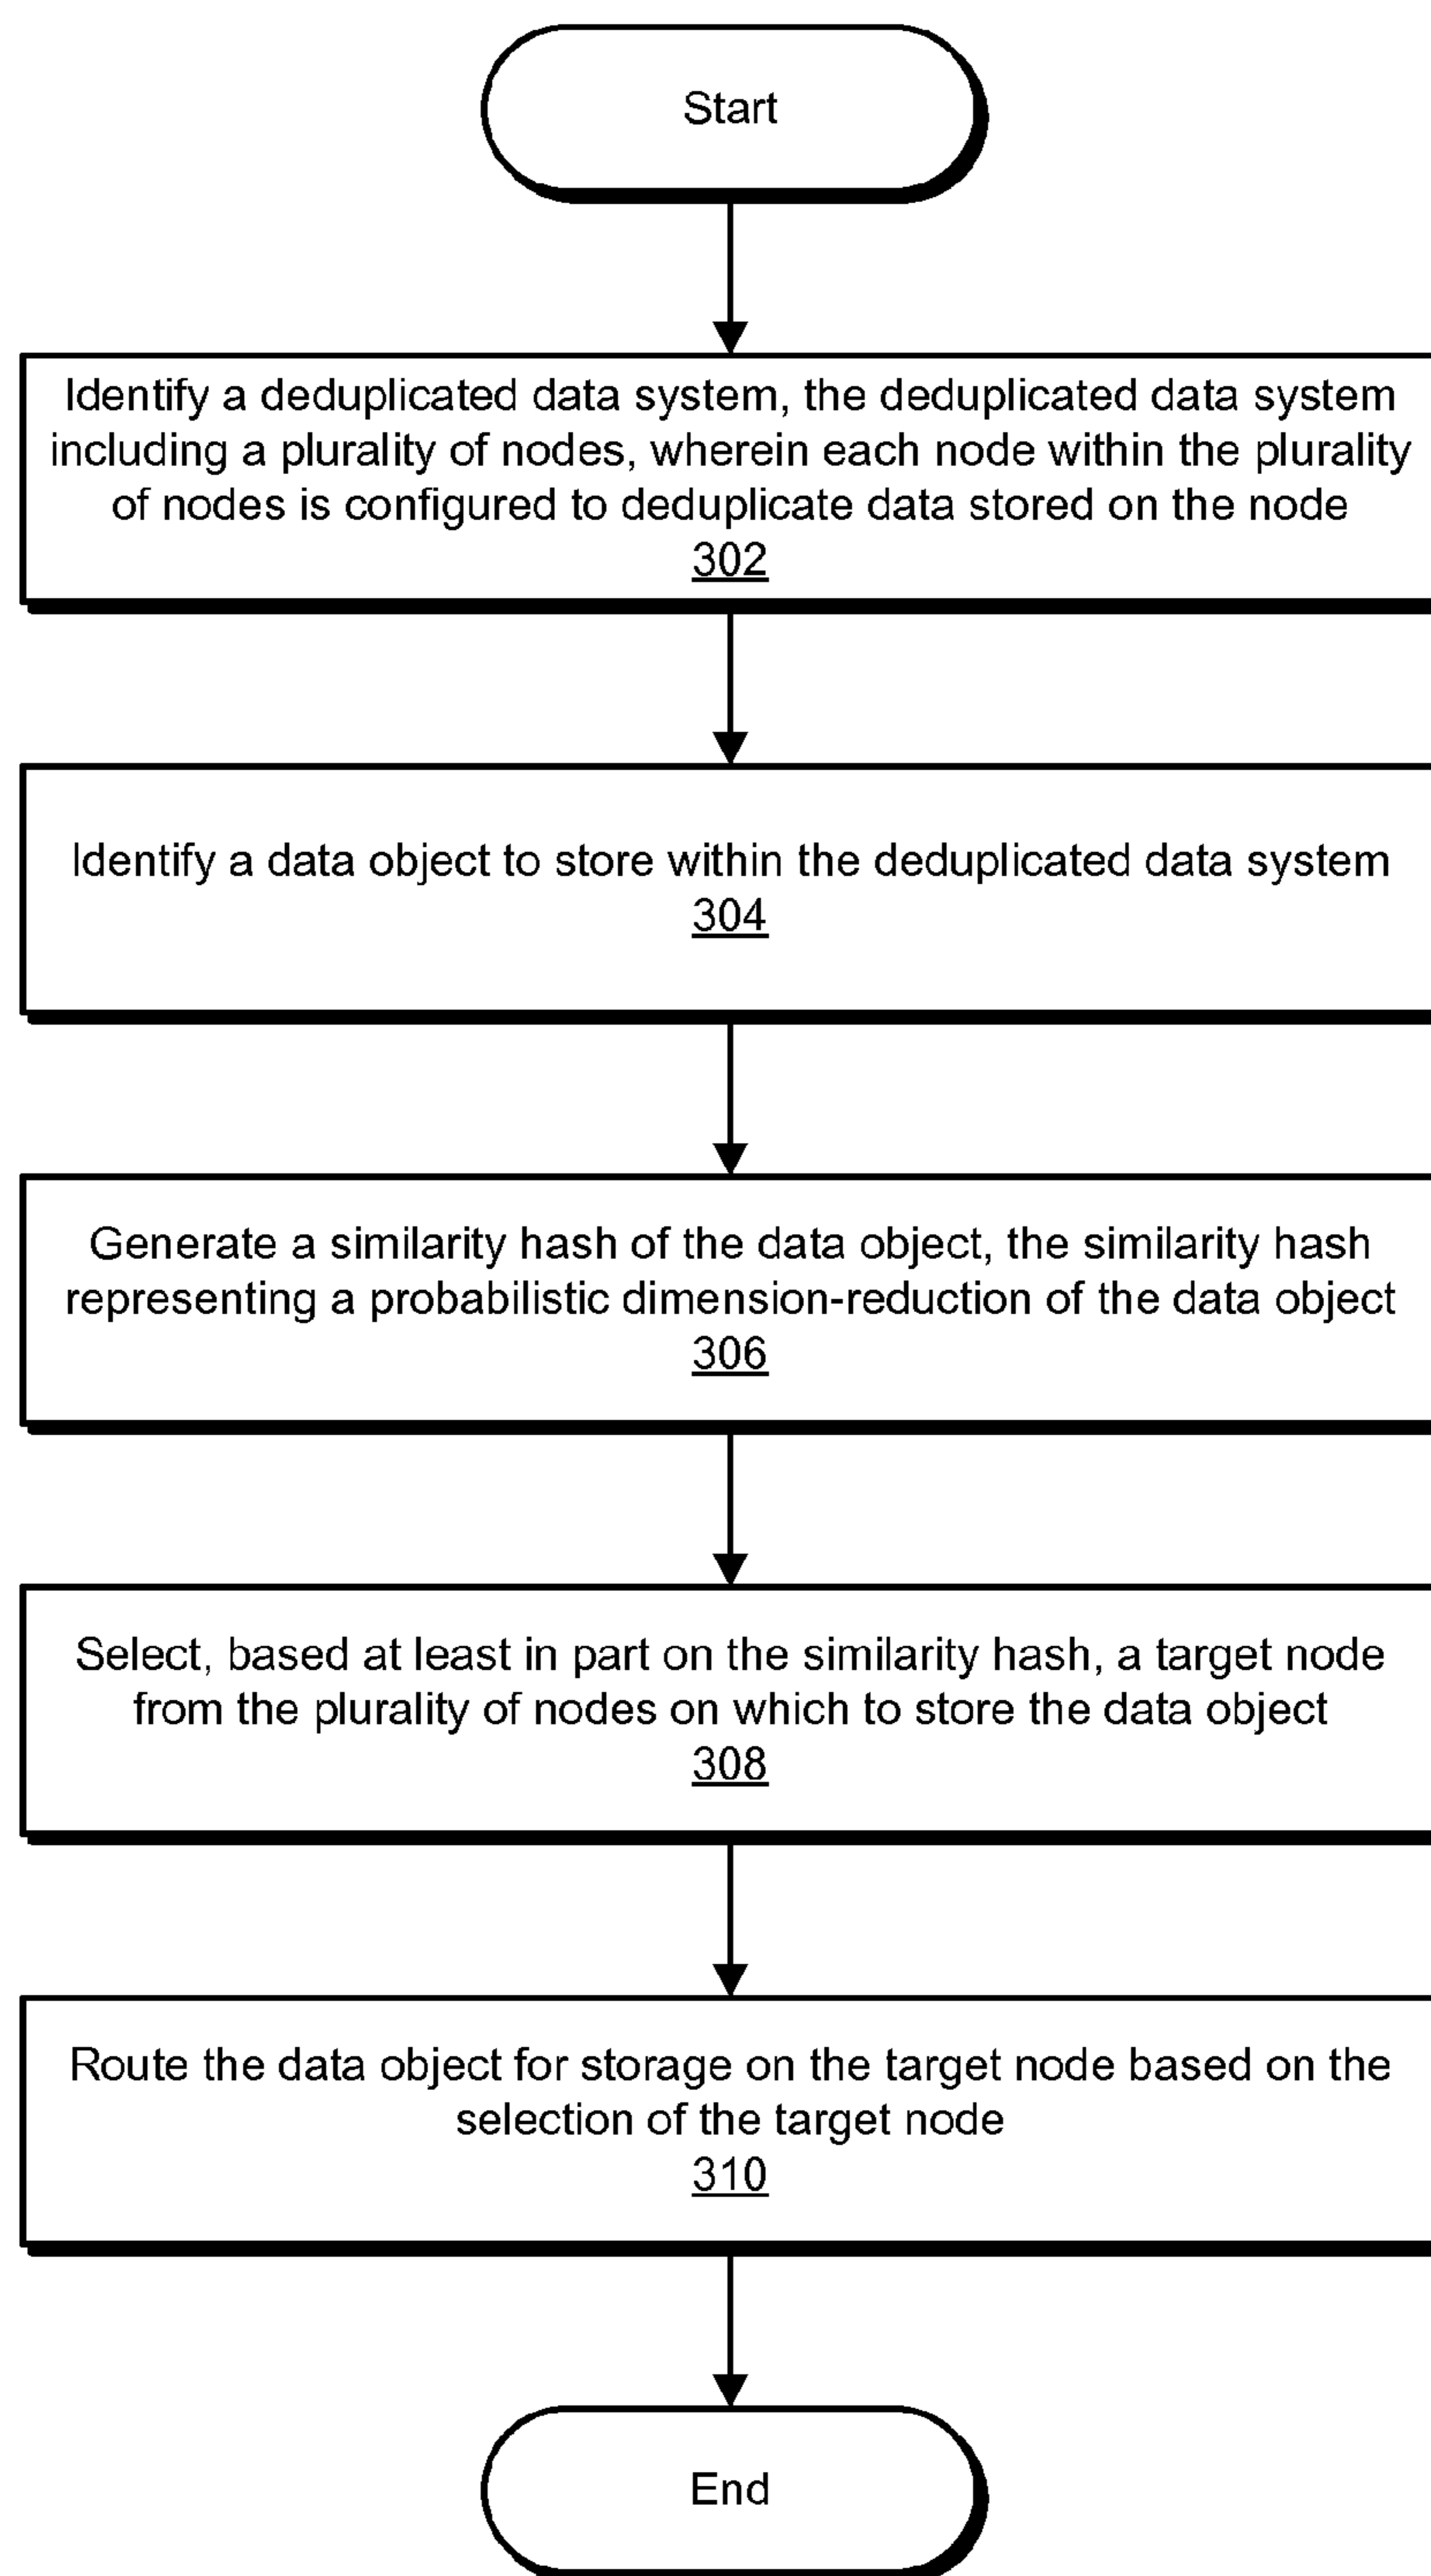 Start
Identify a deduplicated data system, the deduplicated data system
including a plurality of nodes, wherein each node within the plurality
of nodes is configured to deduplicate data stored on the node
302
Identify a data object to store within the deduplicated data system
304
Generate a similarity hash of the data object, the similarity hash
representing a probabilistic dimension-reduction of the data object
306
Select, based at least in part on the similarity hash, a target node
from the plurality of nodes on which to store the data object
308
Route the data object for storage on the target node based on the
selection of the target node
310
End